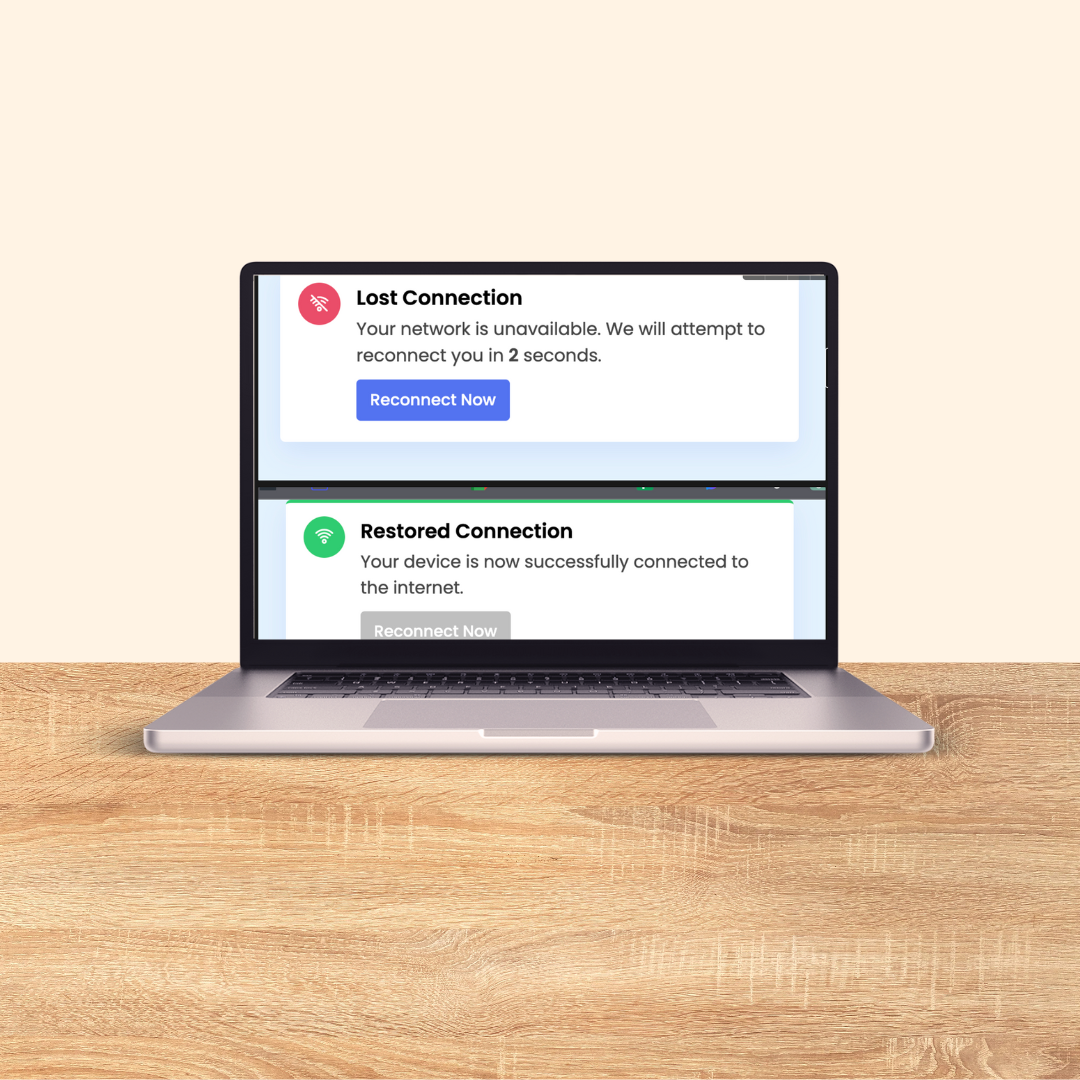 Lost Connection
Your network is unavailable. We will attempt to
reconnect you in 2 seconds.
Reconnect Now
Restored Connection
Your device is now successfully connected to
the internet.
Reconnect Now